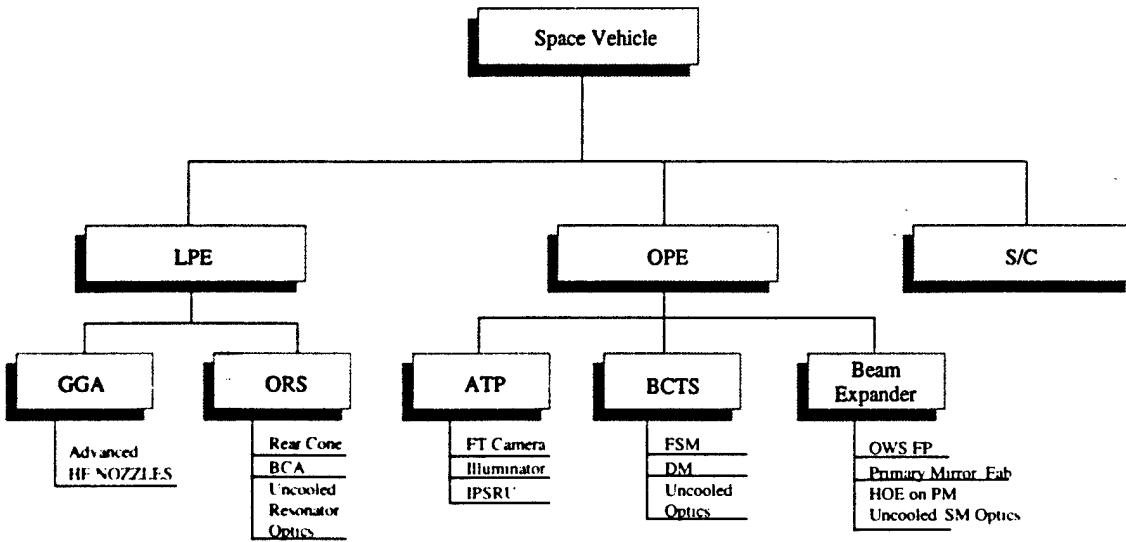 Space Vehicle
LPE
OPE
S/C
GGA
ORS
ATP
BCTS
Beam
Expander
Advanced
HF NOZZLES
Rear Cone
BCA
Uncooled
Resonator
Optics
FT Camera
Illuminator
IPSRU
FSM
DM
Uncooled
Optics
OWS FP
Primary Mirror Fab
HOE on PM
Uncooled SM Optics